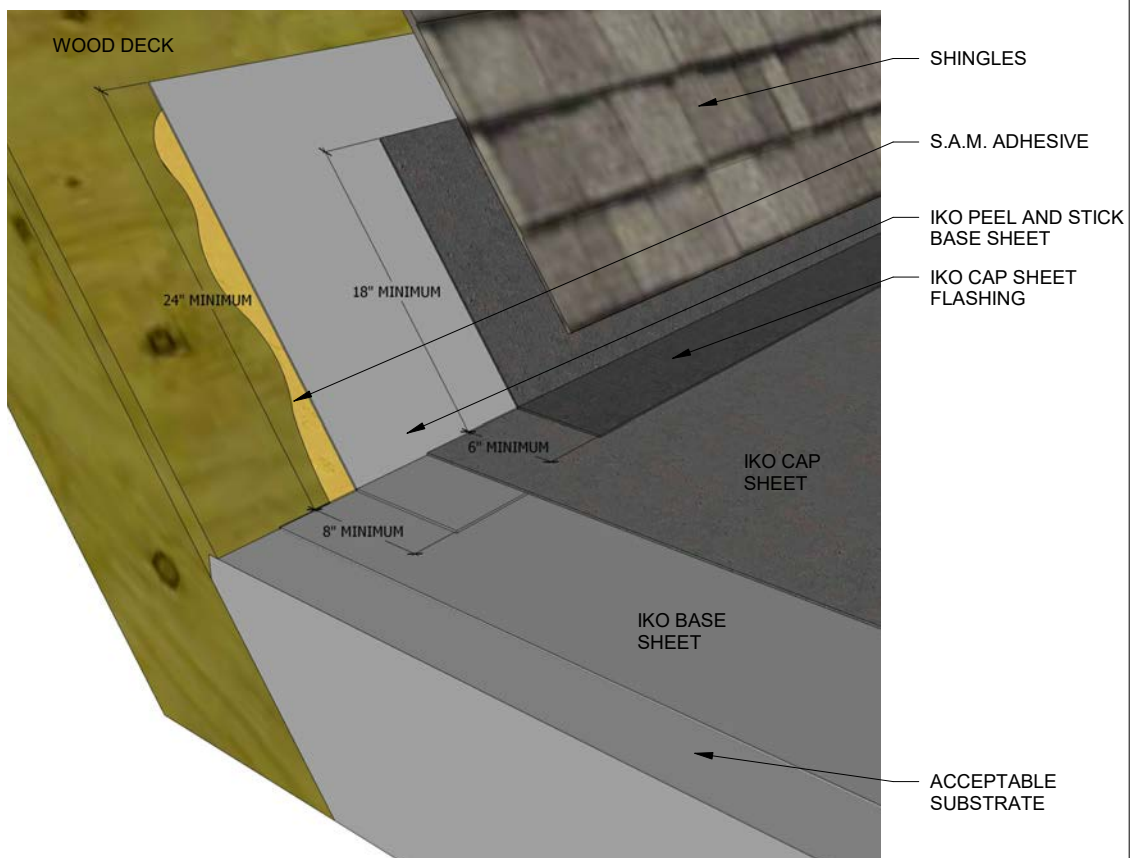 WOOD DECK
SHINGLES
S.A.M. ADHESIVE
IKO PEEL AND STICK
BASE SHEET
IKO CAP SHEET
FLASHING
24" MINIMUM
18" MINIMUM
6" MINIMUM
IKO CAP
SHEET
8" MINIMUM
IKO BASE
SHEET
ACCEPTABLE
SUBSTRATE